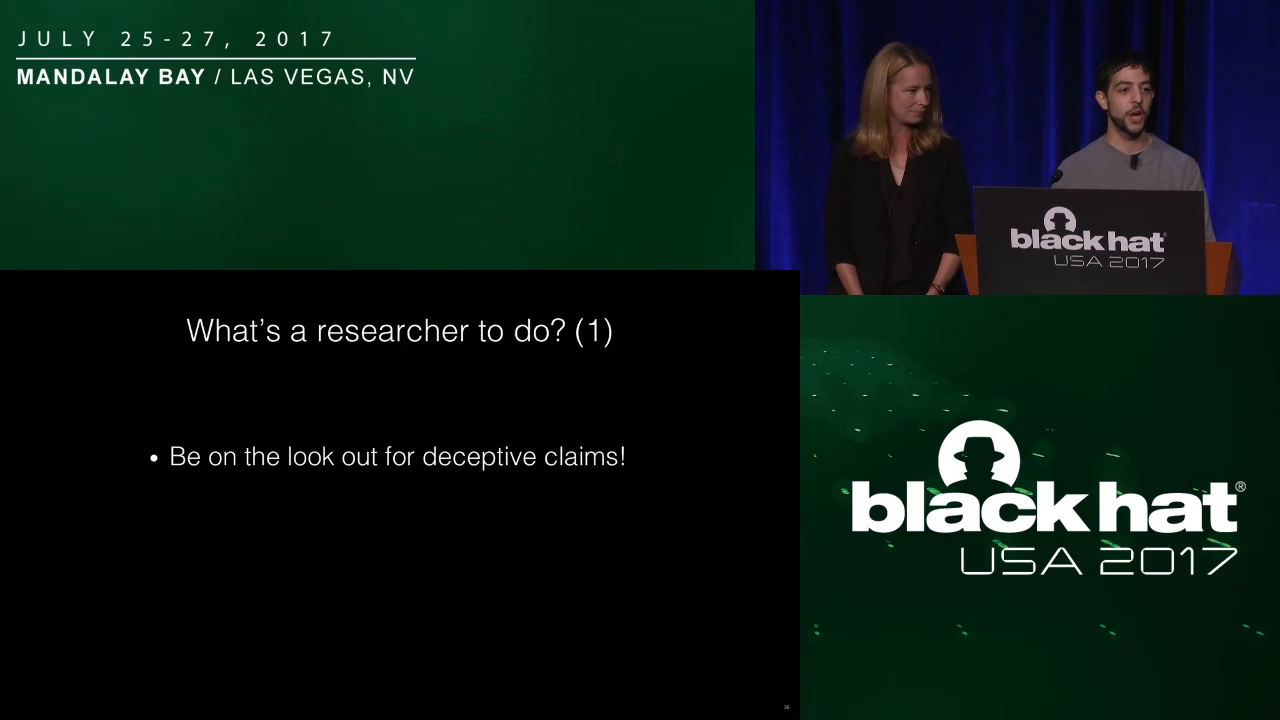 JULY 25-27, 2017
MANDALAY BAY / LAS VEGAS, NV
black hat®
USA 2017
What's a researcher to do? (1)
• Be on the look out for deceptive claims!
black hat®
USA 2017
36